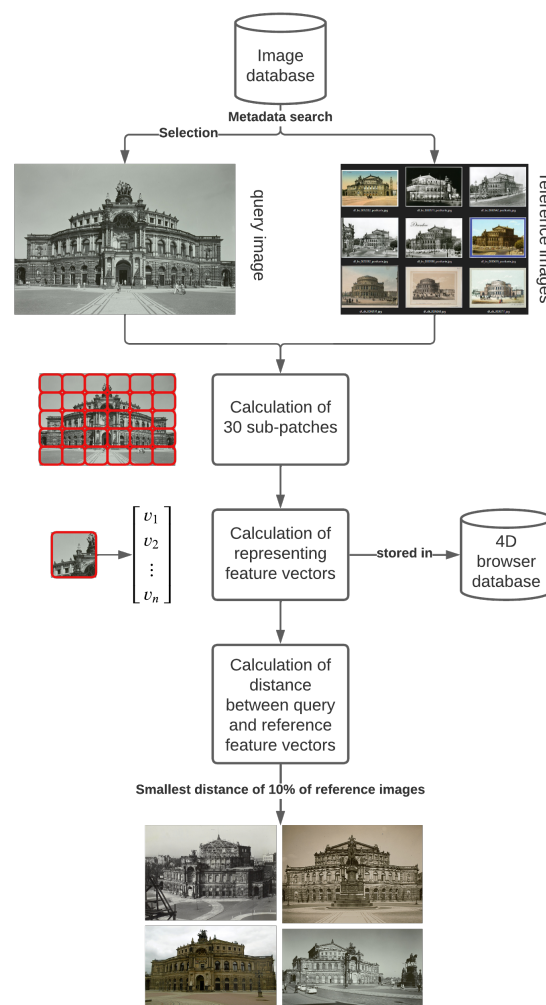 Image
database
Metadata search
Selection
query image
reference images
Calculation of
30 sub-patches
v1
v2
⋮
vn
Calculation of
representing
feature vectors
stored in
4D
browser
database
Calculation of
distance
between query
and reference
feature vectors
Smallest distance of 10% of reference images